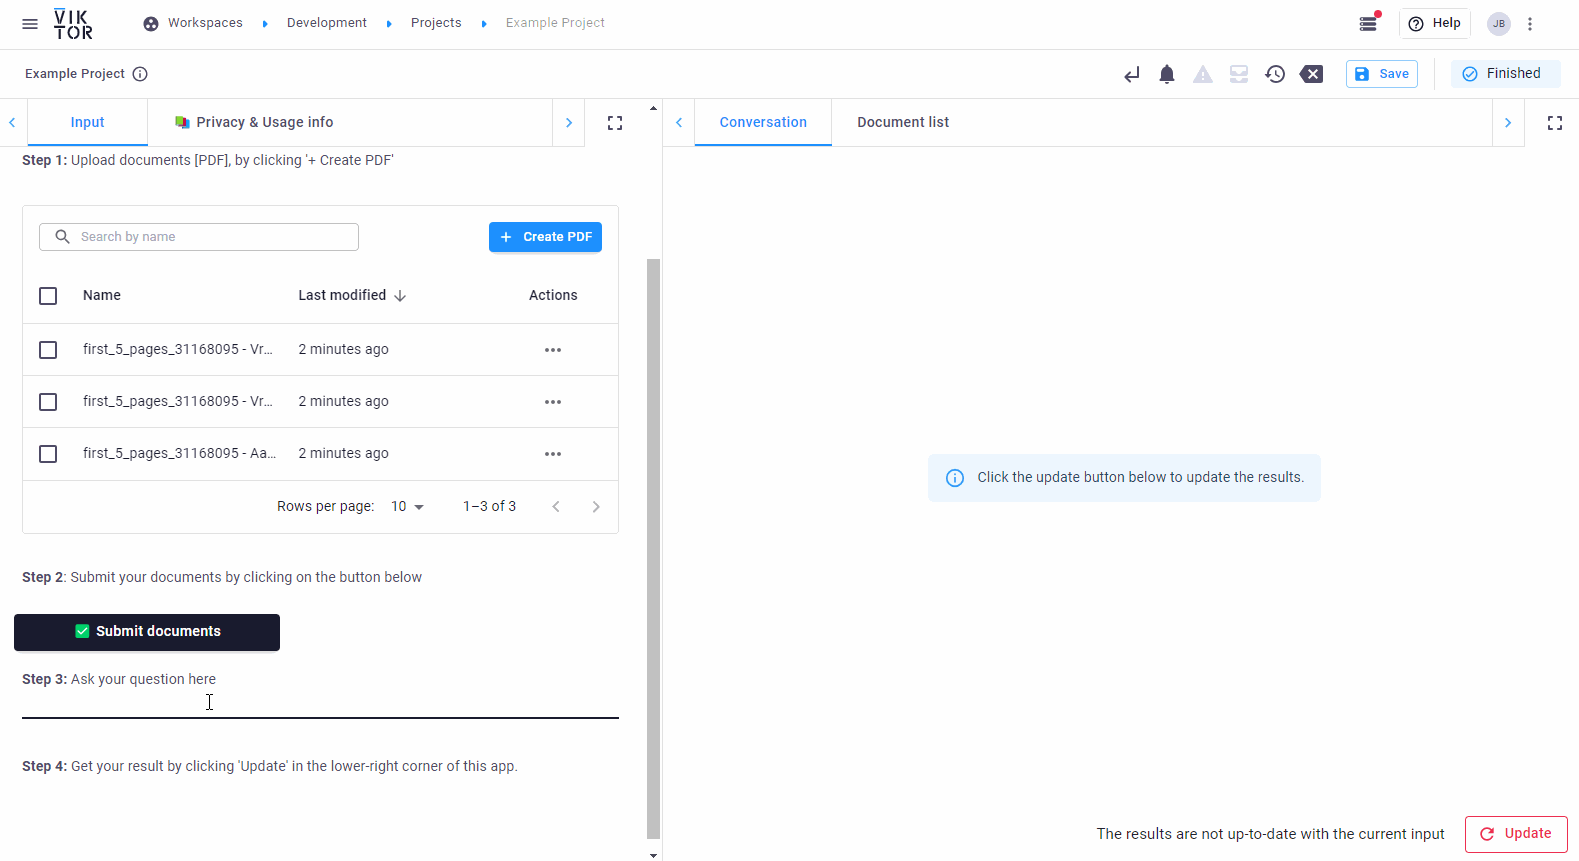 VIK
TOR
Workspaces Development Projects Example Project
Help JB
Example Project
Save Finished
Input Privacy & Usage info
Conversation Document list
Step 1: Upload documents [PDF], by clicking '+ Create PDF'
Search by name
+ Create PDF
Name Last modified Actions
first_5_pages_31168095 - Vr... 2 minutes ago
first_5_pages_31168095 - Vr... 2 minutes ago
first_5_pages_31168095 - Aa... 2 minutes ago
Rows per page: 10 1–3 of 3
Click the update button below to update the results.
Step 2: Submit your documents by clicking on the button below
Submit documents
Step 3: Ask your question here
Step 4: Get your result by clicking 'Update' in the lower-right corner of this app.
The results are not up-to-date with the current input Update